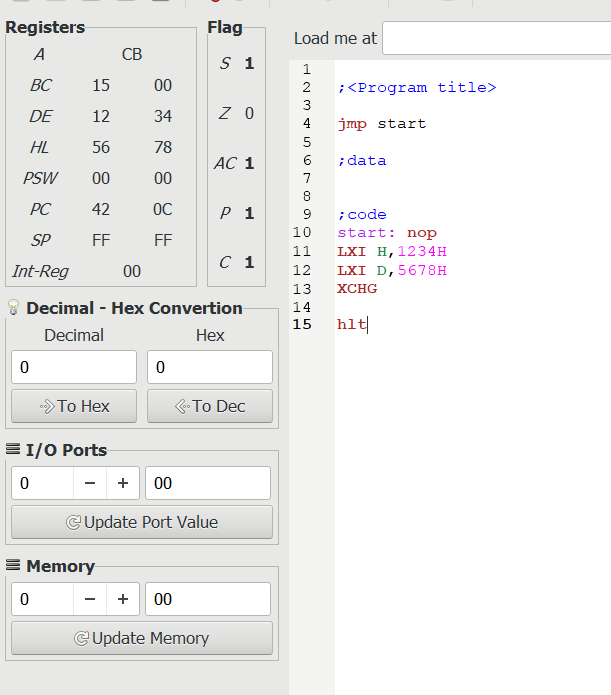 Registers
A CB
BC 15 00
DE 12 34
HL 56 78
PSW 00 00
PC 42 0C
SP FF FF
Int-Reg 00
Flag
S 1
Z 0
AC 1
P 1
C 1
Decimal - Hex Convertion
Decimal Hex
0 0
To Hex To Dec
I/O Ports
0 − + 00
Update Port Value
Memory
0 − + 00
Update Memory
Load me at
1
2 ;<Program title>
3
4 jmp start
5
6 ;data
7
8
9 ;code
10 start: nop
11 LXI H,1234H
12 LXI D,5678H
13 XCHG
14
15 hlt